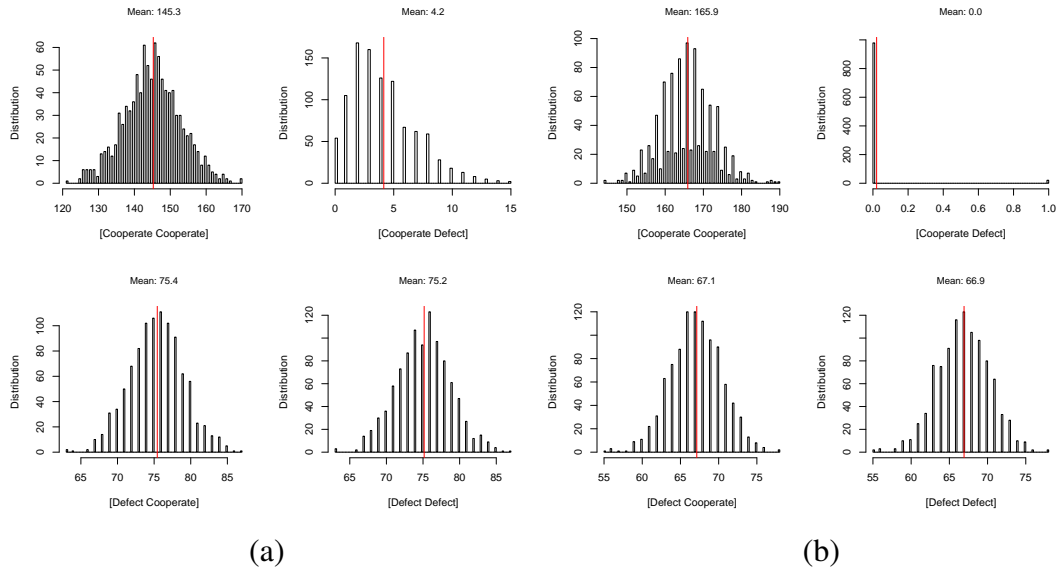 Mean: 145.3
Distribution
0 10 20 30 40 50 60
120 130 140 150 160 170
[Cooperate Cooperate]
Mean: 4.2
Distribution
0 50 100 150
0 5 10 15
[Cooperate Defect]
Mean: 165.9
Distribution
0 20 40 60 80 100
150 160 170 180 190
[Cooperate Cooperate]
Mean: 0.0
Distribution
0 200 400 600 800
0.0 0.2 0.4 0.6 0.8 1.0
[Cooperate Defect]
Mean: 75.4
Distribution
0 20 40 60 80 100
65 70 75 80 85
[Defect Cooperate]
Mean: 75.2
Distribution
0 20 40 60 80 120
65 70 75 80 85
[Defect Defect]
Mean: 67.1
Distribution
0 20 40 60 80 120
55 60 65 70 75
[Defect Cooperate]
Mean: 66.9
Distribution
0 20 40 60 80 120
55 60 65 70 75
[Defect Defect]
(a)
(b)